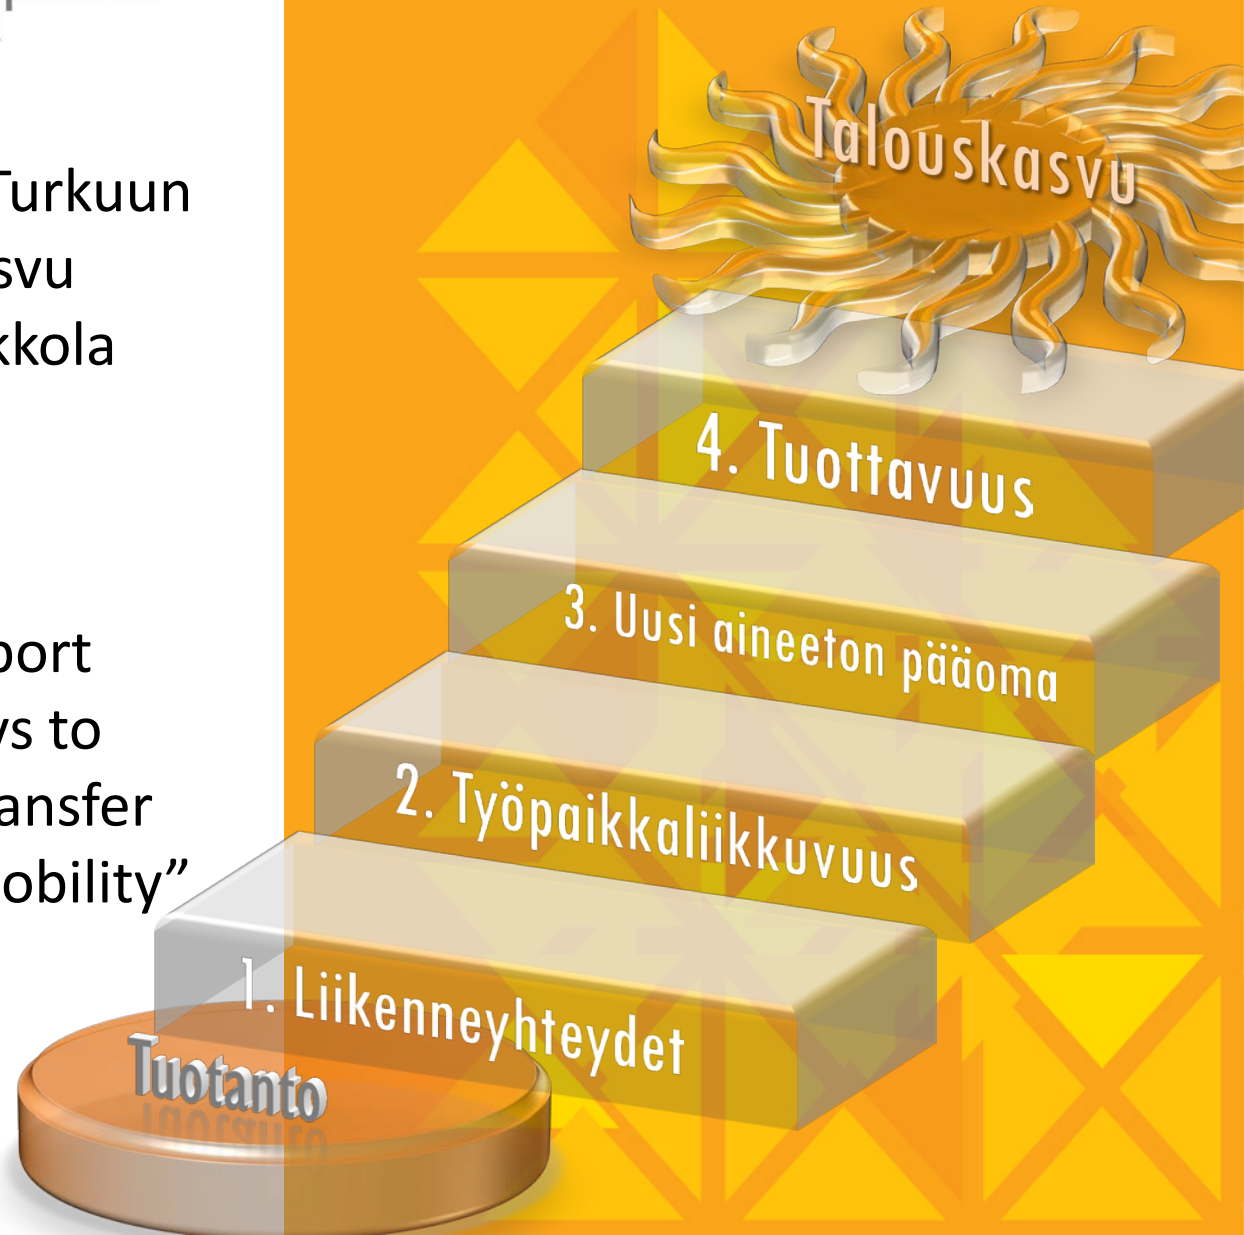 Turkuun
svu
kkola
port
ys to
ansfer
obility”
Talouskasvu
4. Tuottavuus
3. Uusi aineeton pääoma
2. Työpaikkaliikkuvuus
1. Liikenneyhteydet
Tuotanto